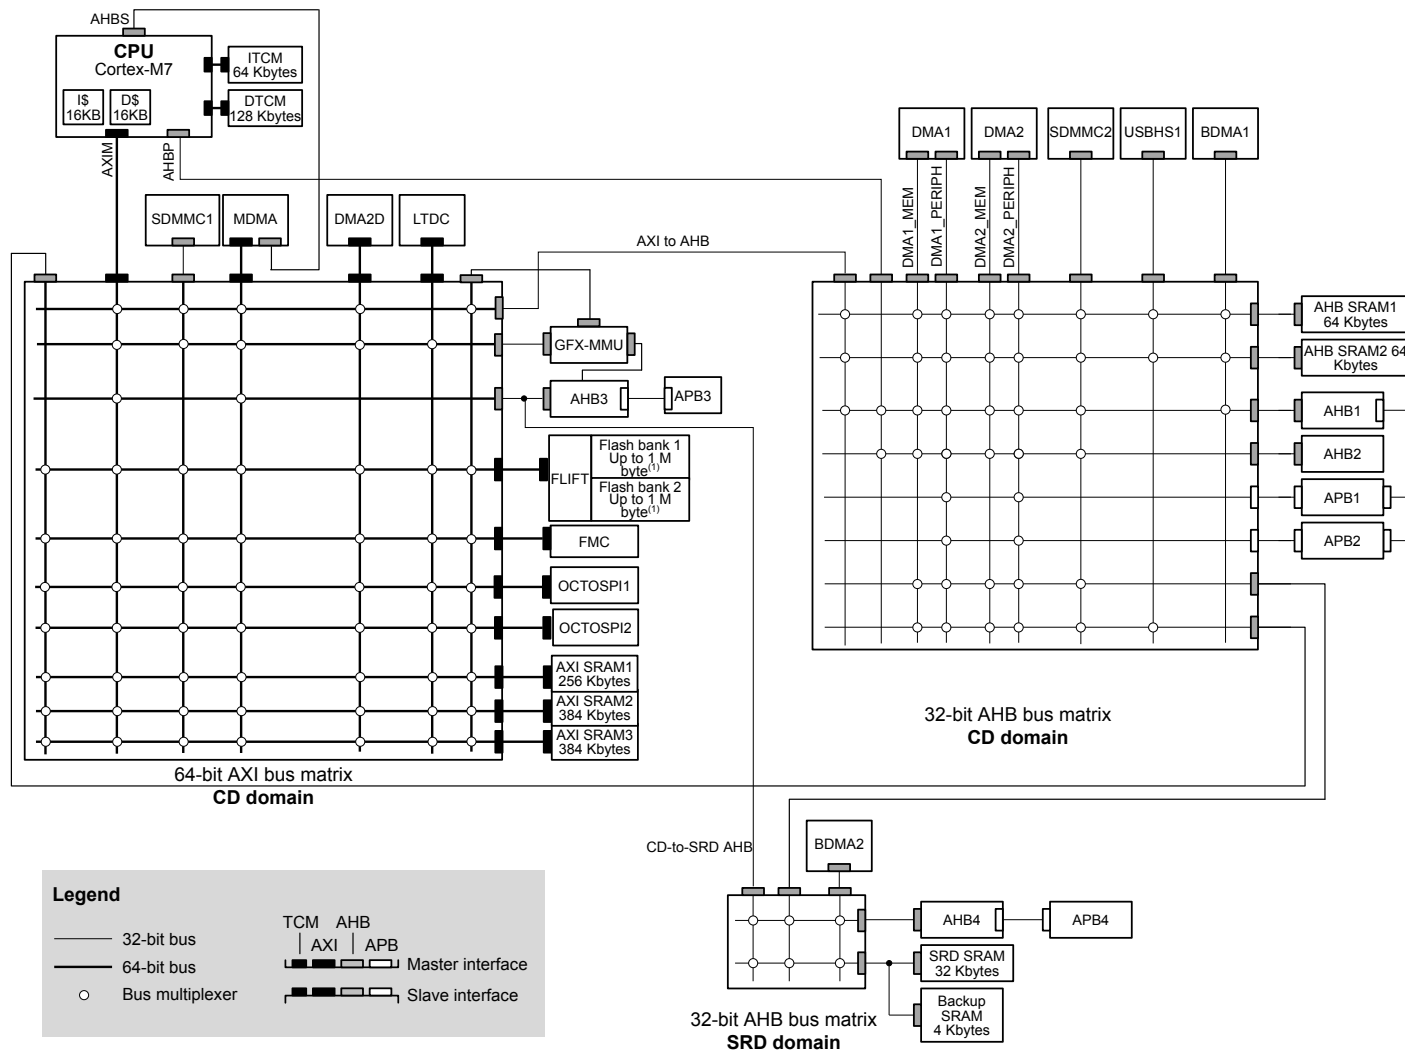 AHBS
CPU
Cortex-M7
I$
16KB
D$
16KB
ITCM
64 Kbytes
DTCM
128 Kbytes
AXIM
AHBP
SDMMC1
MDMA
DMA2D
LTDC
AXI to AHB
DMA1
DMA2
SDMMC2
USBHS1
BDMA1
DMA1_MEM
DMA1_PERIPH
DMA2_MEM
DMA2_PERIPH
GFX-MMU
AHB3
APB3
FLIFT
Flash bank 1
Up to 1 M
byte(1)
Flash bank 2
Up to 1 M
byte(1)
FMC
OCTOSPI1
OCTOSPI2
AXI SRAM1
256 Kbytes
AXI SRAM2
384 Kbytes
AXI SRAM3
384 Kbytes
64-bit AXI bus matrix
CD domain
AHB SRAM1
64 Kbytes
AHB SRAM2 64
Kbytes
AHB1
AHB2
APB1
APB2
32-bit AHB bus matrix
CD domain
CD-to-SRD AHB
BDMA2
AHB4
APB4
SRD SRAM
32 Kbytes
Backup
SRAM
4 Kbytes
32-bit AHB bus matrix
SRD domain
Legend
32-bit bus
64-bit bus
Bus multiplexer
TCM
AHB
AXI
APB
Master interface
Slave interface